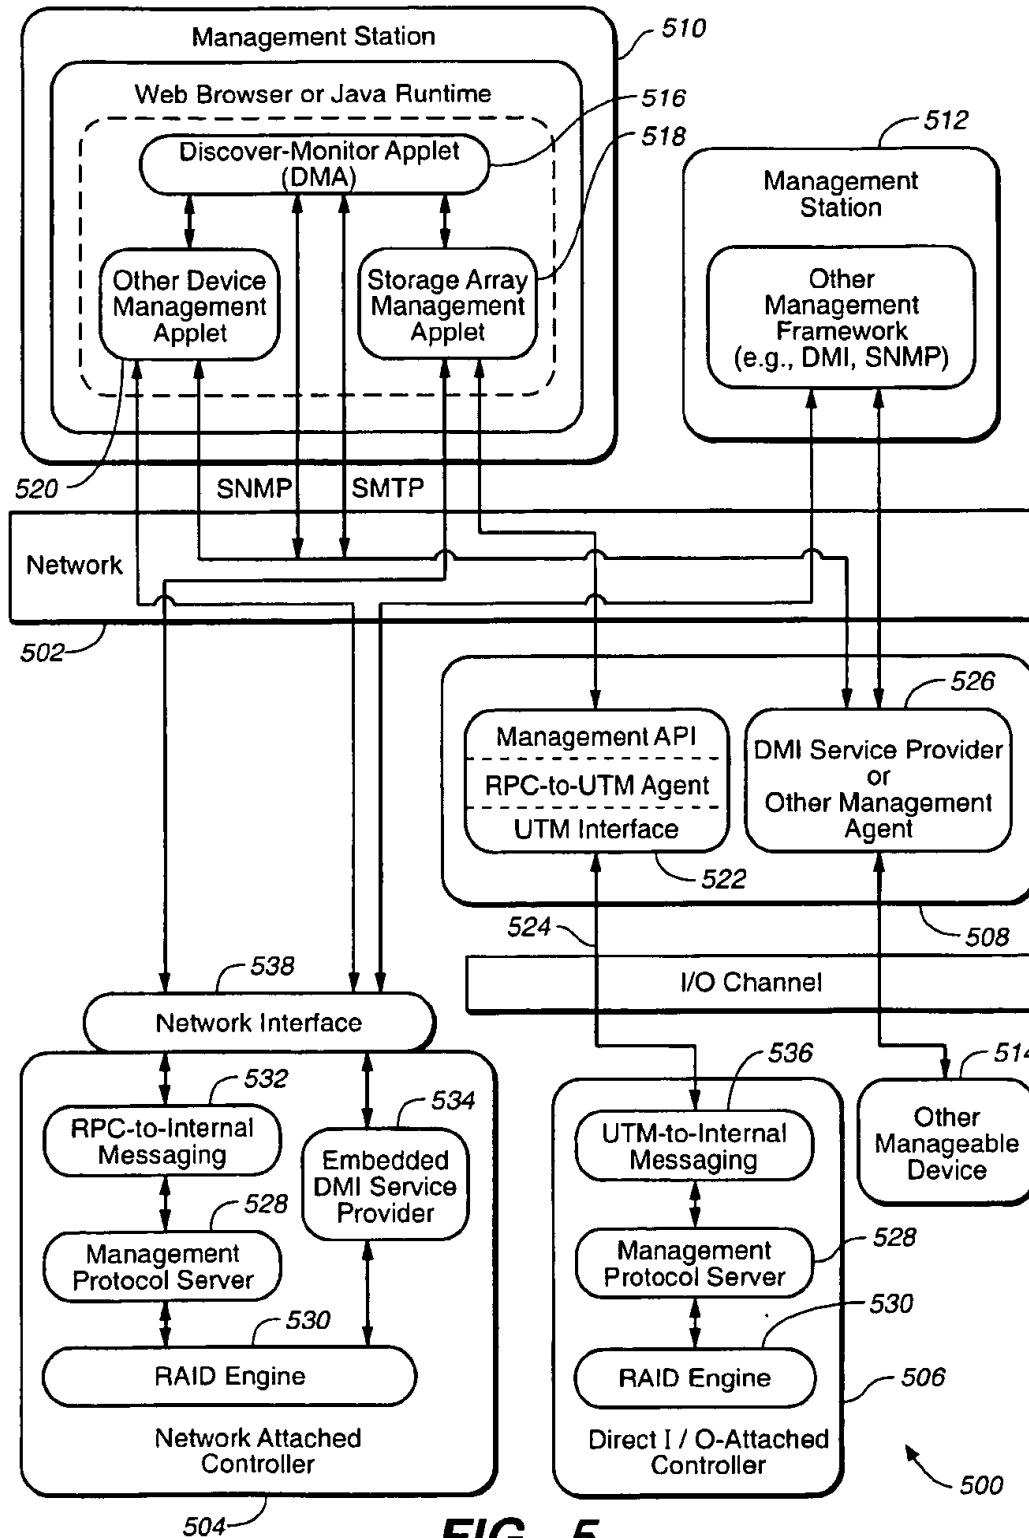 Management Station
510
Web Browser or Java Runtime
516
Discover-Monitor Applet
(DMA)
518
512
Management
Station
Other Device
Management
Applet
Storage Array
Management
Applet
Other
Management
Framework
(e.g., DMI, SNMP)
520
SNMP
SMTP
Network
502
526
Management API
RPC-to-UTM Agent
UTM Interface
DMI Service Provider
or
Other Management
Agent
522
524
508
538
I/O Channel
Network Interface
532
534
536
514
RPC-to-Internal
Messaging
Embedded
DMI Service
Provider
UTM-to-Internal
Messaging
Other
Manageable
Device
528
Management
Protocol Server
Management
Protocol Server
528
530
RAID Engine
530
RAID Engine
506
Network Attached
Controller
Direct I / O-Attached
Controller
500
504
FIG._5